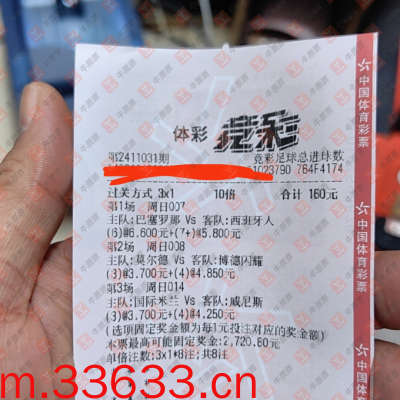 体彩 竞彩
第2411031期 竞彩足球总进球数
1023790 764F4174
过关方式 3x1 10倍 合计 160元
第1场 周日007
主队:巴塞罗那 Vs 客队:西班牙人
(6)@6.600元+(7+)@5.800元
第2场 周日008
主队:莫尔德 Vs 客队:博德闪耀
(3)@3.700元+(4)@4.850元
第3场 周日014
主队:国际米兰 Vs 客队:威尼斯
(3)@3.700元+(4)@4.250元
(选项固定奖金额为每1元投注对应的奖金额)
本票最高可能固定奖金:2,720.80元
单倍注数:3x1*8注;共8注
中国体育彩票
中国体育彩票
中国体育彩票
m.33633.cn